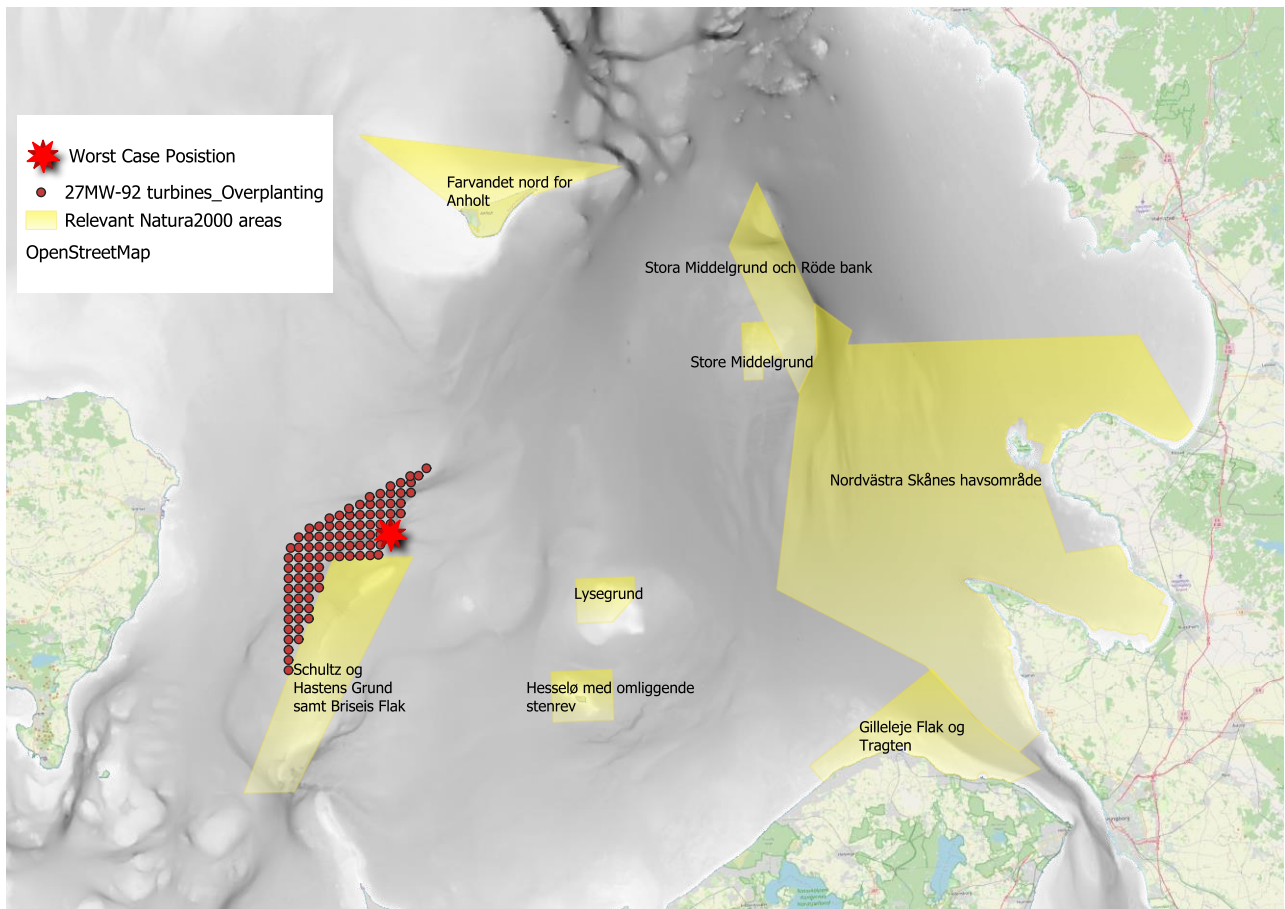 Worst Case Posistion
27MW-92 turbines_Overplanting
Relevant Natura2000 areas
OpenStreetMap
Farvandet nord for
Anholt
Stora Middelgrund och Röde bank
Store Middelgrund
Nordvästra Skånes havsområde
Lysegrund
Schultz og
Hastens Grund
samt Briseis Flak
Hesselø med omliggende
stenrev
Gilleleje Flak og
Tragten